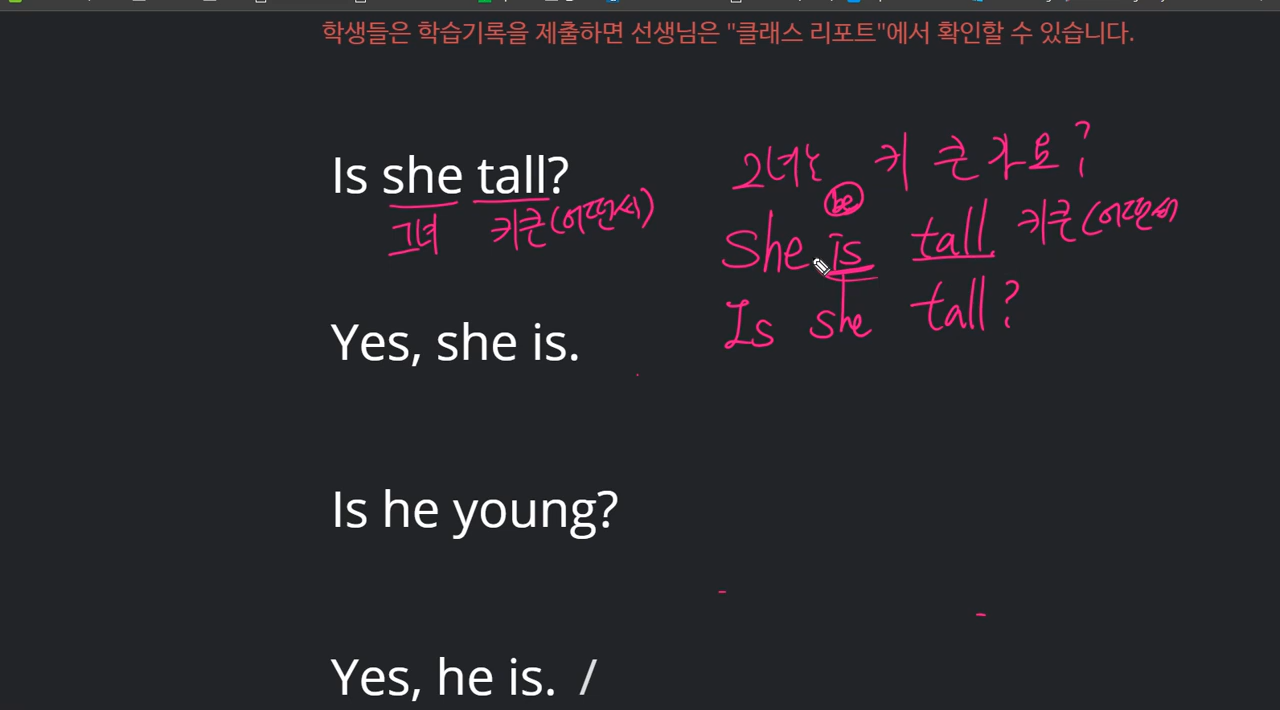 학생들은 학습기록을 제출하면 선생님은 "클래스 리포트"에서 확인할 수 있습니다.
Is she tall?
그녀 키큰(어떤씨)
그녀는 키 큰가요?
be
She is tall 키큰(어떤씨
Is she tall?
Yes, she is.
Is he young?
Yes, he is. /